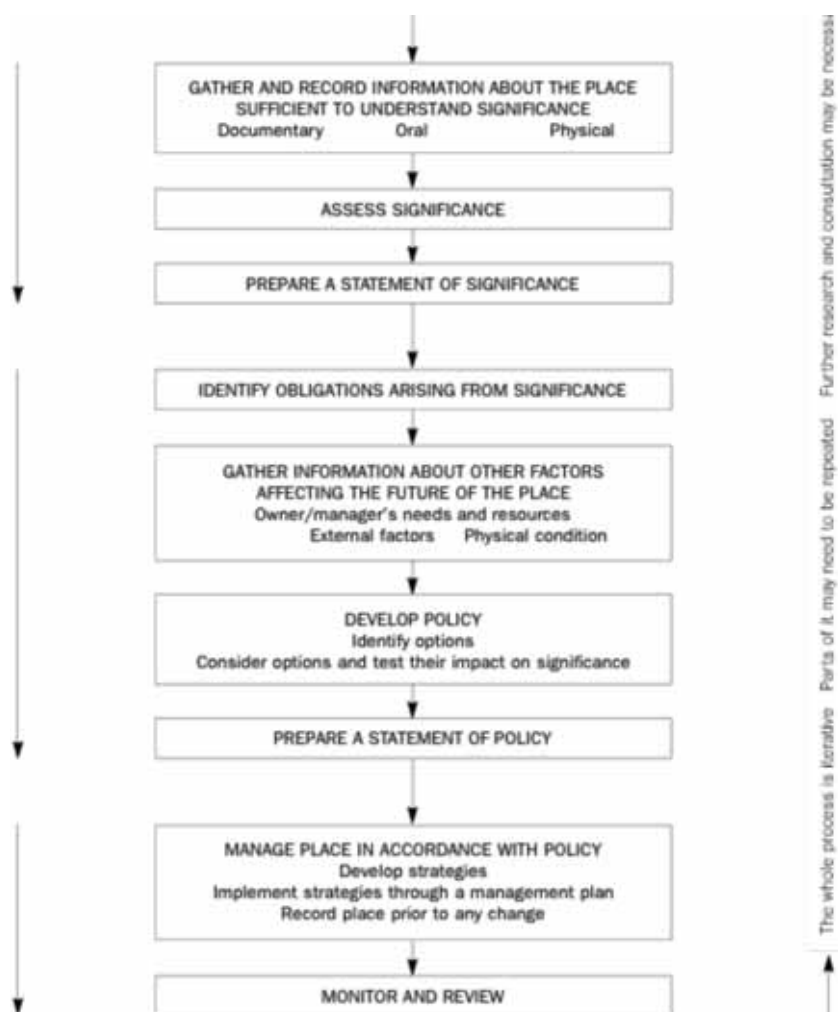 GATHER AND RECORD INFORMATION ABOUT THE PLACE
SUFFICIENT TO UNDERSTAND SIGNIFICANCE
Documentary Oral Physical
ASSESS SIGNIFICANCE
PREPARE A STATEMENT OF SIGNIFICANCE
IDENTIFY OBLIGATIONS ARISING FROM SIGNIFICANCE
GATHER INFORMATION ABOUT OTHER FACTORS
AFFECTING THE FUTURE OF THE PLACE
Owner/manager's needs and resources
External factors Physical condition
DEVELOP POLICY
Identify options
Consider options and test their impact on significance
PREPARE A STATEMENT OF POLICY
MANAGE PLACE IN ACCORDANCE WITH POLICY
Develop strategies
Implement strategies through a management plan
Record place prior to any change
MONITOR AND REVIEW
The whole process is iterative Parts of it may need to be repeated Further research and consultation may be